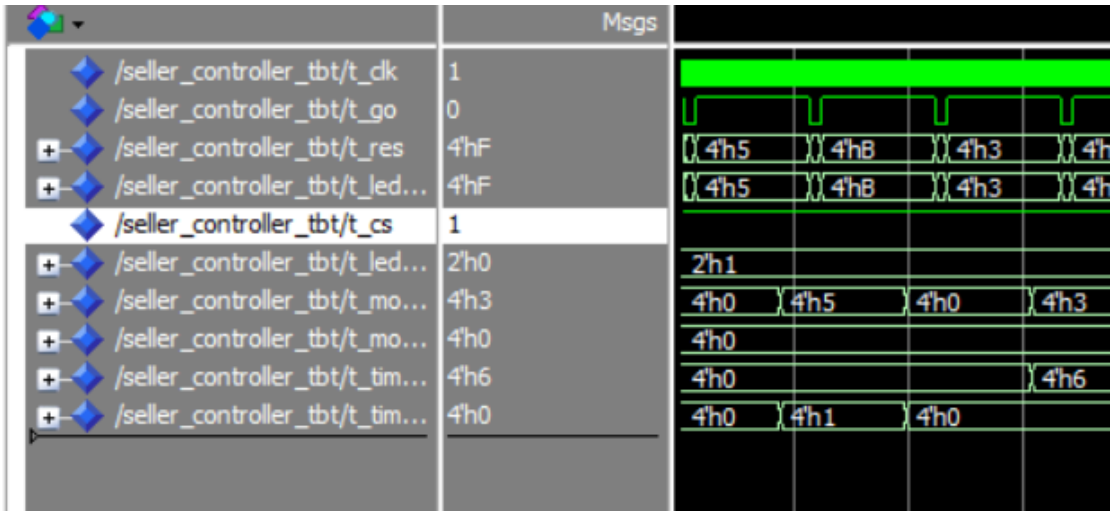 Msgs
/seller_controller_tbt/t_clk 1
/seller_controller_tbt/t_go 0
/seller_controller_tbt/t_res 4'hF 4'h5 4'hB 4'h3 4'h
/seller_controller_tbt/t_led... 4'hF 4'h5 4'hB 4'h3 4'h
/seller_controller_tbt/t_cs 1
/seller_controller_tbt/t_led... 2'h0 2'h1
/seller_controller_tbt/t_mo... 4'h3 4'h0 4'h5 4'h0 4'h3
/seller_controller_tbt/t_mo... 4'h0 4'h0
/seller_controller_tbt/t_tim... 4'h6 4'h0 4'h6
/seller_controller_tbt/t_tim... 4'h0 4'h0 4'h1 4'h0